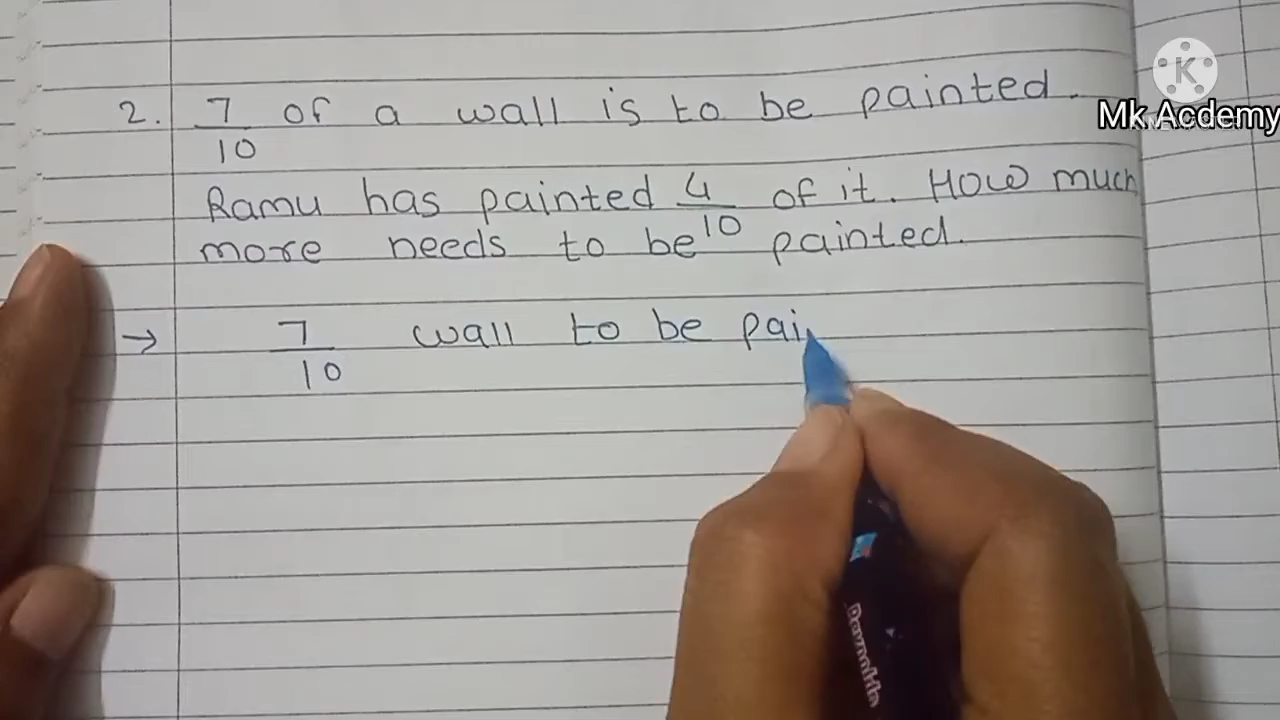 2. 7/10 of a wall is to be painted.
Ramu has painted 4/10 of it. How much
more needs to be painted.
→ 7/10 wall to be pai
K
Mk Acdemy